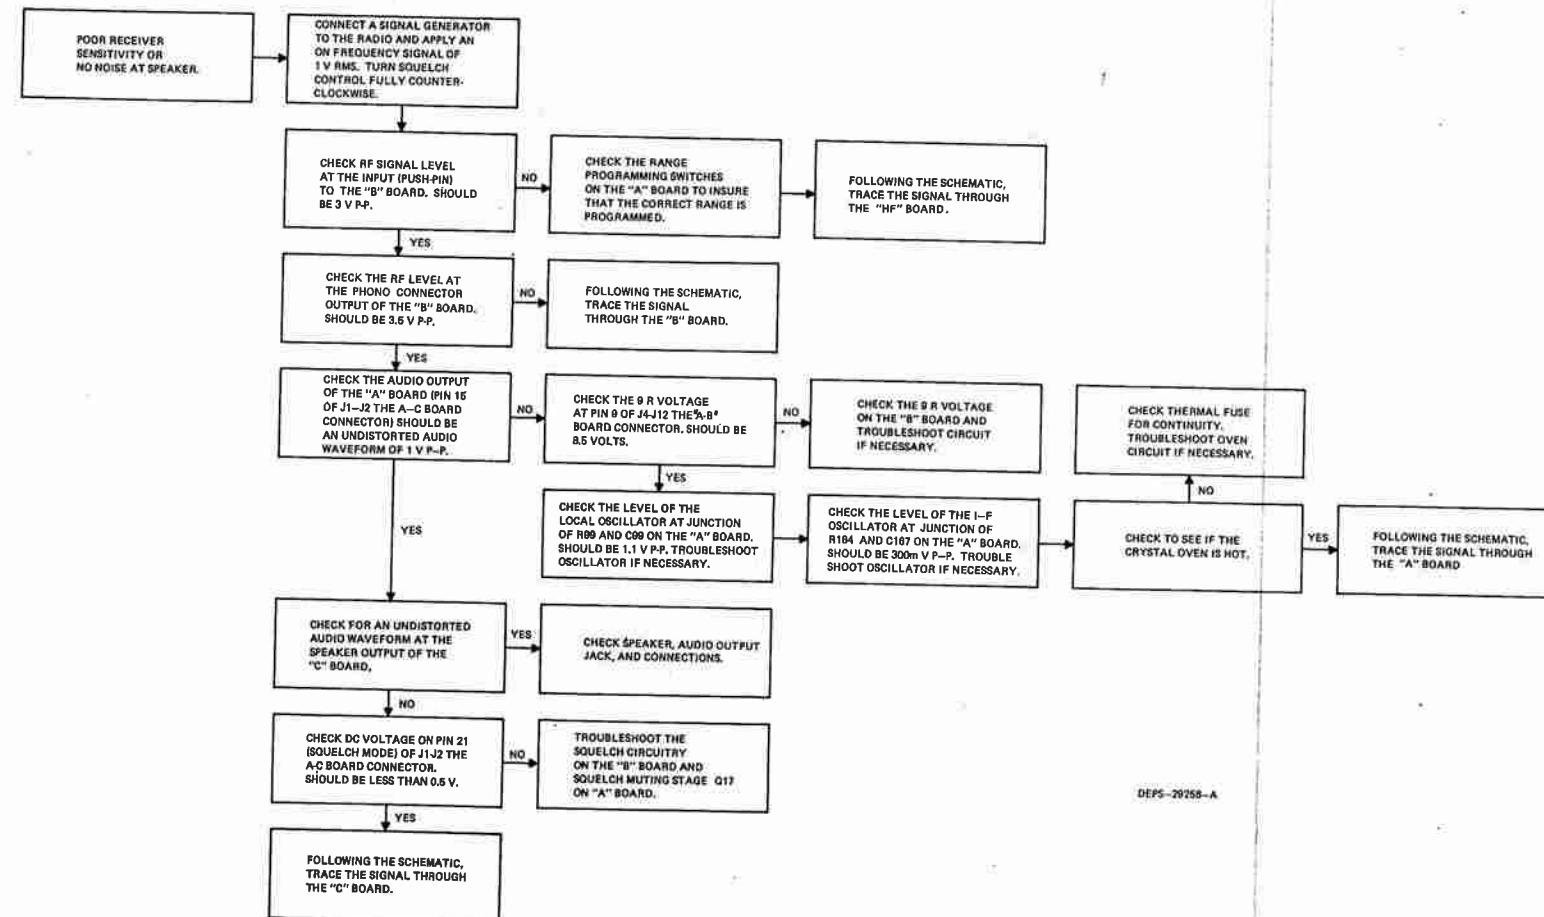 POOR RECEIVER
SENSITIVITY OR
NO NOISE AT SPEAKER.
CONNECT A SIGNAL GENERATOR
TO THE RADIO AND APPLY AN
ON FREQUENCY SIGNAL OF
1 V RMS. TURN SQUELCH
CONTROL FULLY COUNTER-
CLOCKWISE.
CHECK RF SIGNAL LEVEL
AT THE INPUT (PUSH-PIN)
TO THE "B" BOARD. SHOULD
BE 3 V P-P.
NO
CHECK THE RANGE
PROGRAMMING SWITCHES
ON THE "A" BOARD TO INSURE
THAT THE CORRECT RANGE IS
PROGRAMMED.
FOLLOWING THE SCHEMATIC,
TRACE THE SIGNAL THROUGH
THE "HF" BOARD.
YES
CHECK THE RF LEVEL AT
THE PHONO CONNECTOR
OUTPUT OF THE "B" BOARD.
SHOULD BE 3.5 V P-P.
NO
FOLLOWING THE SCHEMATIC,
TRACE THE SIGNAL
THROUGH THE "B" BOARD.
YES
CHECK THE AUDIO OUTPUT
OF THE "A" BOARD (PIN 15
OF J1-J2 THE A-C BOARD
CONNECTOR) SHOULD BE
AN UNDISTORTED AUDIO
WAVEFORM OF 1 V P-P.
NO
CHECK THE 9 R VOLTAGE
AT PIN 9 OF J4-J12 THE "A-B"
BOARD CONNECTOR. SHOULD BE
8.5 VOLTS.
NO
CHECK THE 9 R VOLTAGE
ON THE "B" BOARD AND
TROUBLESHOOT CIRCUIT
IF NECESSARY.
CHECK THERMAL FUSE
FOR CONTINUITY.
TROUBLESHOOT OVEN
CIRCUIT IF NECESSARY.
YES
NO
YES
CHECK THE LEVEL OF THE
LOCAL OSCILLATOR AT JUNCTION
OF R99 AND C99 ON THE "A" BOARD.
SHOULD BE 1.1 V P-P. TROUBLESHOOT
OSCILLATOR IF NECESSARY.
CHECK THE LEVEL OF THE I-F
OSCILLATOR AT JUNCTION OF
R184 AND C167 ON THE "A" BOARD.
SHOULD BE 300m V P-P. TROUBLE
SHOOT OSCILLATOR IF NECESSARY.
CHECK TO SEE IF THE
CRYSTAL OVEN IS HOT.
YES
FOLLOWING THE SCHEMATIC,
TRACE THE SIGNAL THROUGH
THE "A" BOARD
CHECK FOR AN UNDISTORTED
AUDIO WAVEFORM AT THE
SPEAKER OUTPUT OF THE
"C" BOARD.
YES
CHECK SPEAKER, AUDIO OUTPUT
JACK, AND CONNECTIONS.
NO
CHECK DC VOLTAGE ON PIN 21
(SQUELCH MODE) OF J1-J2 THE
A-C BOARD CONNECTOR.
SHOULD BE LESS THAN 0.5 V.
NO
TROUBLESHOOT THE
SQUELCH CIRCUITRY
ON THE "B" BOARD AND
SQUELCH MUTING STAGE Q17
ON "A" BOARD.
DEPS-29258-A
YES
FOLLOWING THE SCHEMATIC,
TRACE THE SIGNAL THROUGH
THE "C" BOARD.